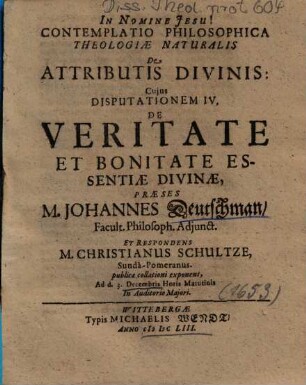 Diss. Theol. prot 604
IN NOMINE JESU!
CONTEMPLATIO PHILOSOPHICA
THEOLOGIÆ NATURALIS
De
ATTRIBUTIS DIVINIS:
Cujus
DISPUTATIONEM IV,
DE
VERITATE
ET BONITATE ES-
SENTIÆ DIVINÆ,
PRÆSES
M. JOHANNES Deutschman/
Facult. Philosoph. Adjunct.
ET RESPONDENS
M. CHRISTIANUS SCHULTZE,
Sundâ-Pomeranus.
publicæ collationi exponent,
Ad d. 3. Decembris Horis Matutinis
In Auditorio Majori.
(1653)
WITTEBERGÆ
Typis MICHAELIS WENDT/
ANNO cIɔ Iɔc LIII.